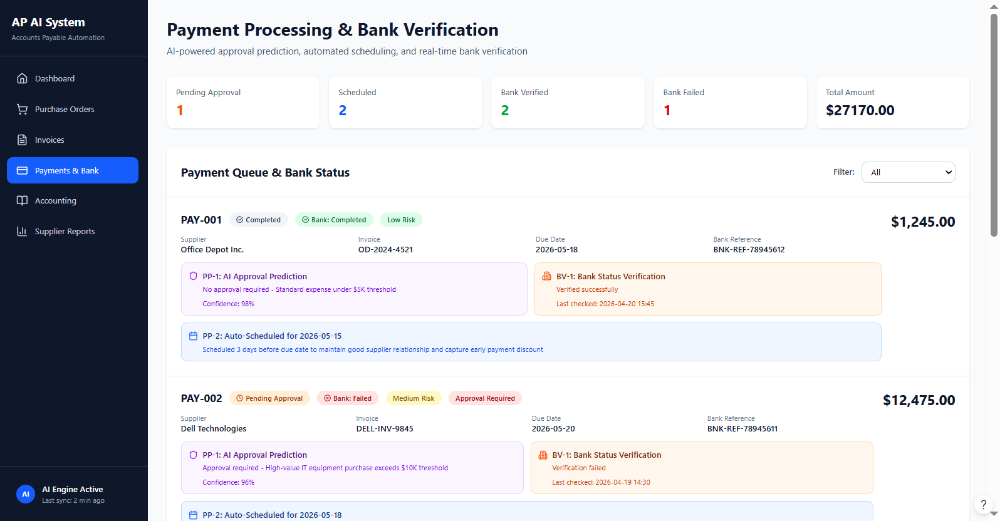 AP AI System
Accounts Payable Automation
Dashboard
Purchase Orders
Invoices
Payments & Bank
Accounting
Supplier Reports
AI
AI Engine Active
Last sync: 2 min ago
Payment Processing & Bank Verification
AI-powered approval prediction, automated scheduling, and real-time bank verification
Pending Approval
1
Scheduled
2
Bank Verified
2
Bank Failed
1
Total Amount
$27170.00
Payment Queue & Bank Status
Filter: All
PAY-001 Completed Bank: Completed Low Risk $1,245.00
Supplier Invoice Due Date Bank Reference
Office Depot Inc. OD-2024-4521 2026-05-18 BNK-REF-78945612
PP-1: AI Approval Prediction
No approval required - Standard expense under $5K threshold
Confidence: 98%
BV-1: Bank Status Verification
Verified successfully
Last checked: 2026-04-20 15:45
PP-2: Auto-Scheduled for 2026-05-15
Scheduled 3 days before due date to maintain good supplier relationship and capture early payment discount
PAY-002 Pending Approval Bank: Failed Medium Risk Approval Required $12,475.00
Supplier Invoice Due Date Bank Reference
Dell Technologies DELL-INV-9845 2026-05-20 BNK-REF-78945611
PP-1: AI Approval Prediction
Approval required - High-value IT equipment purchase exceeds $10K threshold
Confidence: 96%
BV-1: Bank Status Verification
Verification failed
Last checked: 2026-04-19 14:30
PP-2: Auto-Scheduled for 2026-05-18
?